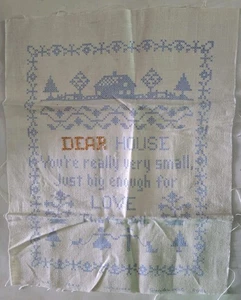 DEAR HOUSE
You're really very small,
Just big enough for
LOVE